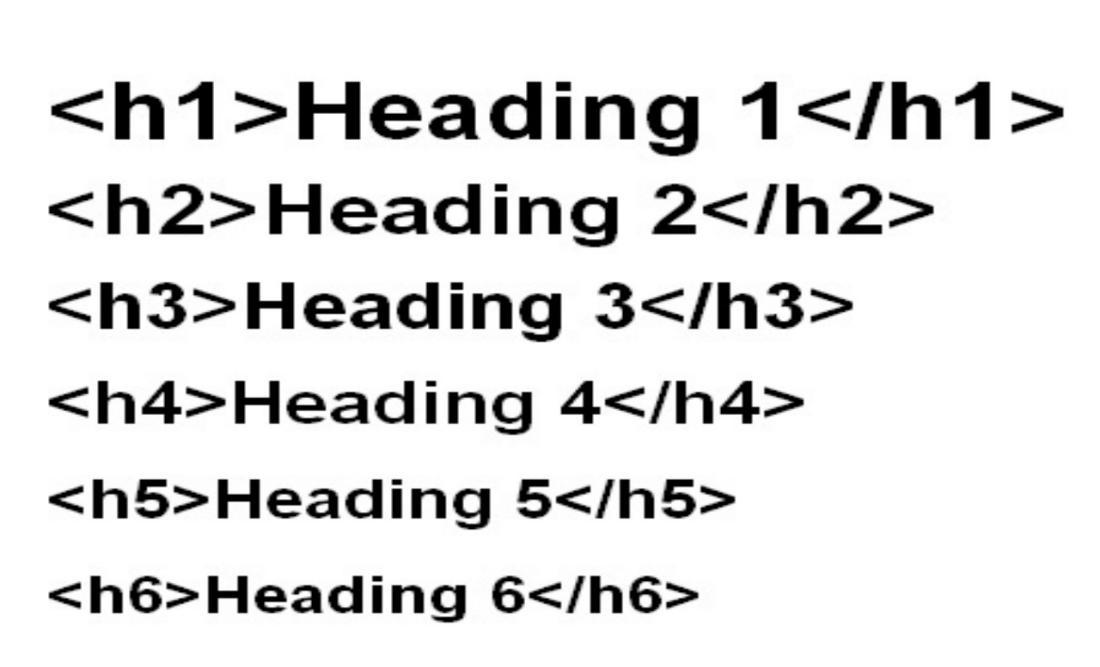 <h1>Heading 1</h1>
<h2>Heading 2</h2>
<h3>Heading 3</h3>
<h4>Heading 4</h4>
<h5>Heading 5</h5>
<h6>Heading 6</h6>